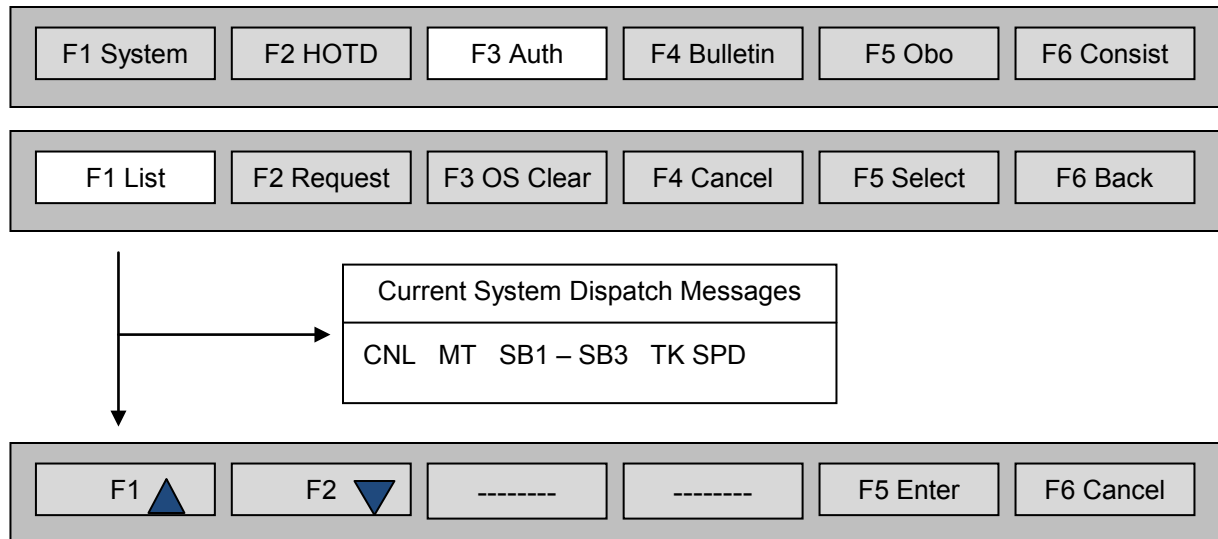 F1 System F2 HOTD F3 Auth F4 Bulletin F5 Obo F6 Consist
F1 List F2 Request F3 OS Clear F4 Cancel F5 Select F6 Back
Current System Dispatch Messages
CNL MT SB1 – SB3 TK SPD
F1 F2 -------- -------- F5 Enter F6 Cancel